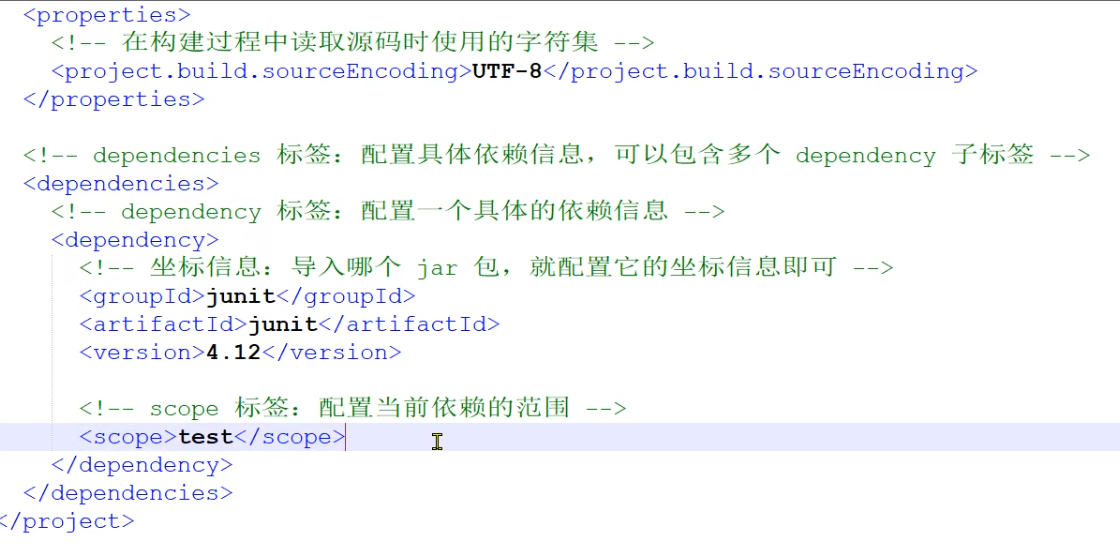 <properties>
<!-- 在构建过程中读取源码时使用的字符集 -->
<project.build.sourceEncoding>UTF-8</project.build.sourceEncoding>
</properties>
<!-- dependencies 标签：配置具体依赖信息，可以包含多个 dependency 子标签 -->
<dependencies>
<!-- dependency 标签：配置一个具体的依赖信息 -->
<dependency>
<!-- 坐标信息：导入哪个 jar 包，就配置它的坐标信息即可 -->
<groupId>junit</groupId>
<artifactId>junit</artifactId>
<version>4.12</version>
<!-- scope 标签：配置当前依赖的范围 -->
<scope>test</scope>
</dependency>
</dependencies>
</project>